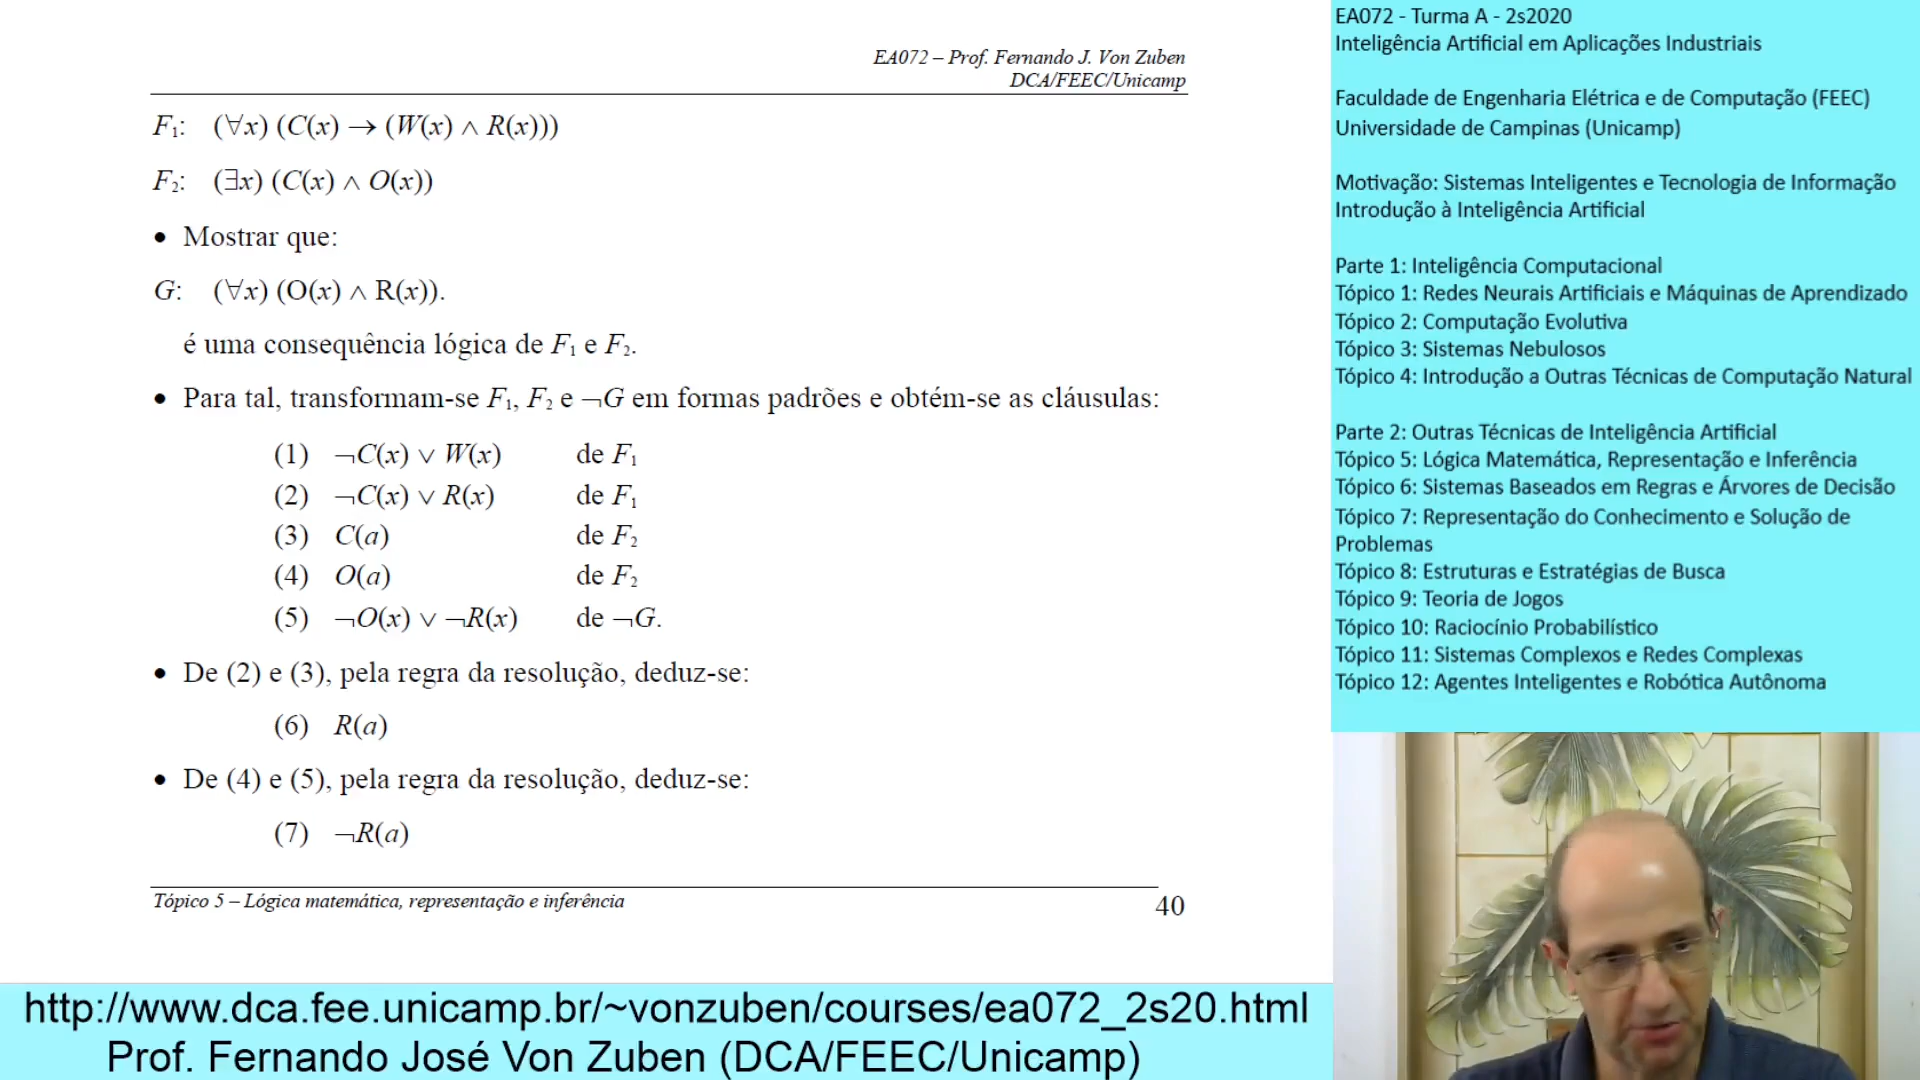 EA072 – Prof. Fernando J. Von Zuben
DCA/FEEC/Unicamp
F₁: (∀x) (C(x) → (W(x) ∧ R(x)))
F₂: (∃x) (C(x) ∧ O(x))
• Mostrar que:
G: (∀x) (O(x) ∧ R(x)).
é uma consequência lógica de F₁ e F₂.
• Para tal, transformam-se F₁, F₂ e ¬G em formas padrões e obtém-se as cláusulas:
(1) ¬C(x) ∨ W(x) de F₁
(2) ¬C(x) ∨ R(x) de F₁
(3) C(a) de F₂
(4) O(a) de F₂
(5) ¬O(x) ∨ ¬R(x) de ¬G.
• De (2) e (3), pela regra da resolução, deduz-se:
(6) R(a)
• De (4) e (5), pela regra da resolução, deduz-se:
(7) ¬R(a)
Tópico 5 – Lógica matemática, representação e inferência
40
http://www.dca.fee.unicamp.br/~vonzuben/courses/ea072_2s20.html
Prof. Fernando José Von Zuben (DCA/FEEC/Unicamp)
EA072 - Turma A - 2s2020
Inteligência Artificial em Aplicações Industriais
Faculdade de Engenharia Elétrica e de Computação (FEEC)
Universidade de Campinas (Unicamp)
Motivação: Sistemas Inteligentes e Tecnologia de Informação
Introdução à Inteligência Artificial
Parte 1: Inteligência Computacional
Tópico 1: Redes Neurais Artificiais e Máquinas de Aprendizado
Tópico 2: Computação Evolutiva
Tópico 3: Sistemas Nebulosos
Tópico 4: Introdução a Outras Técnicas de Computação Natural
Parte 2: Outras Técnicas de Inteligência Artificial
Tópico 5: Lógica Matemática, Representação e Inferência
Tópico 6: Sistemas Baseados em Regras e Árvores de Decisão
Tópico 7: Representação do Conhecimento e Solução de
Problemas
Tópico 8: Estruturas e Estratégias de Busca
Tópico 9: Teoria de Jogos
Tópico 10: Raciocínio Probabilístico
Tópico 11: Sistemas Complexos e Redes Complexas
Tópico 12: Agentes Inteligentes e Robótica Autônoma